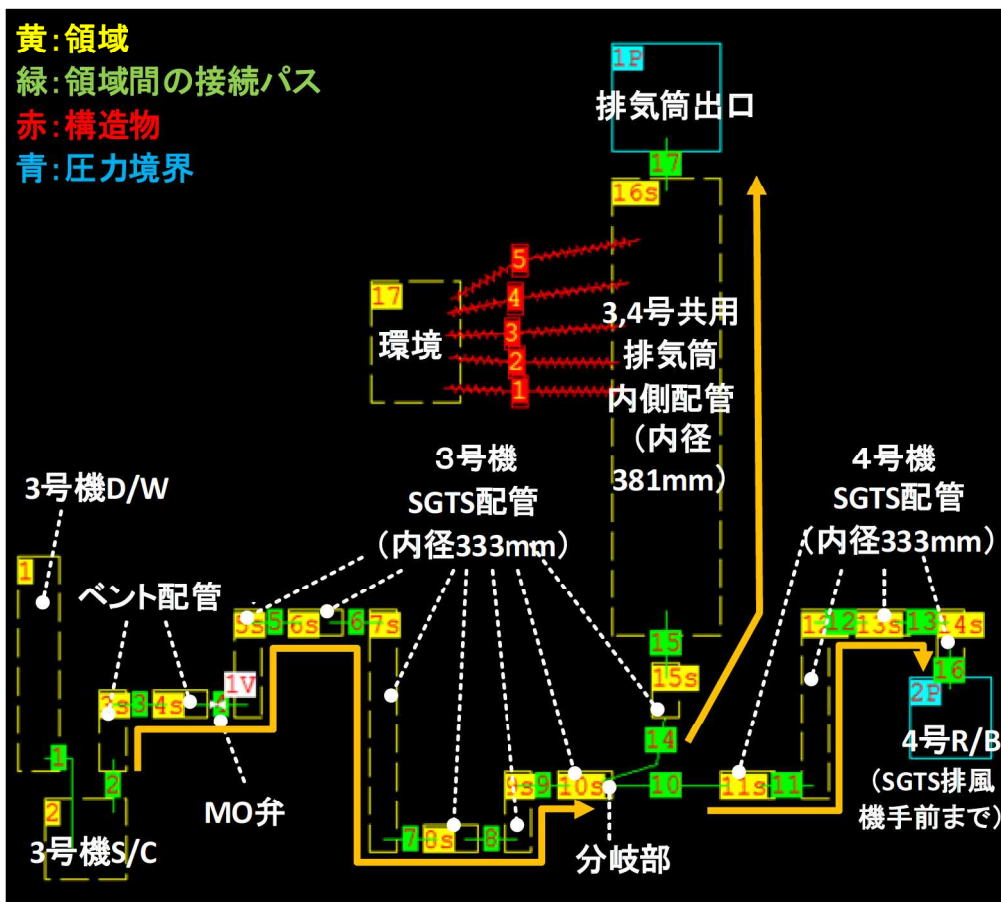 黄:領域
緑:領域間の接続パス
赤:構造物
青:圧力境界
1P
排気筒出口
17
16s
5
4
3
2
1
17
環境
3,4号共用
排気筒
内側配管
(内径
381mm)
3号機
SGTS配管
(内径333mm)
4号機
SGTS配管
(内径333mm)
3号機D/W
1
ベント配管
5s
5
6s
6
7s
12
13s
13
14s
15
16
15s
1V
3s
3
4s
2P
14
4号R/B
(SGTS排風
機手前まで)
1
2
9s
9
10s
10
11s
11
2
MO弁
3号機S/C
7
8s
8
分岐部